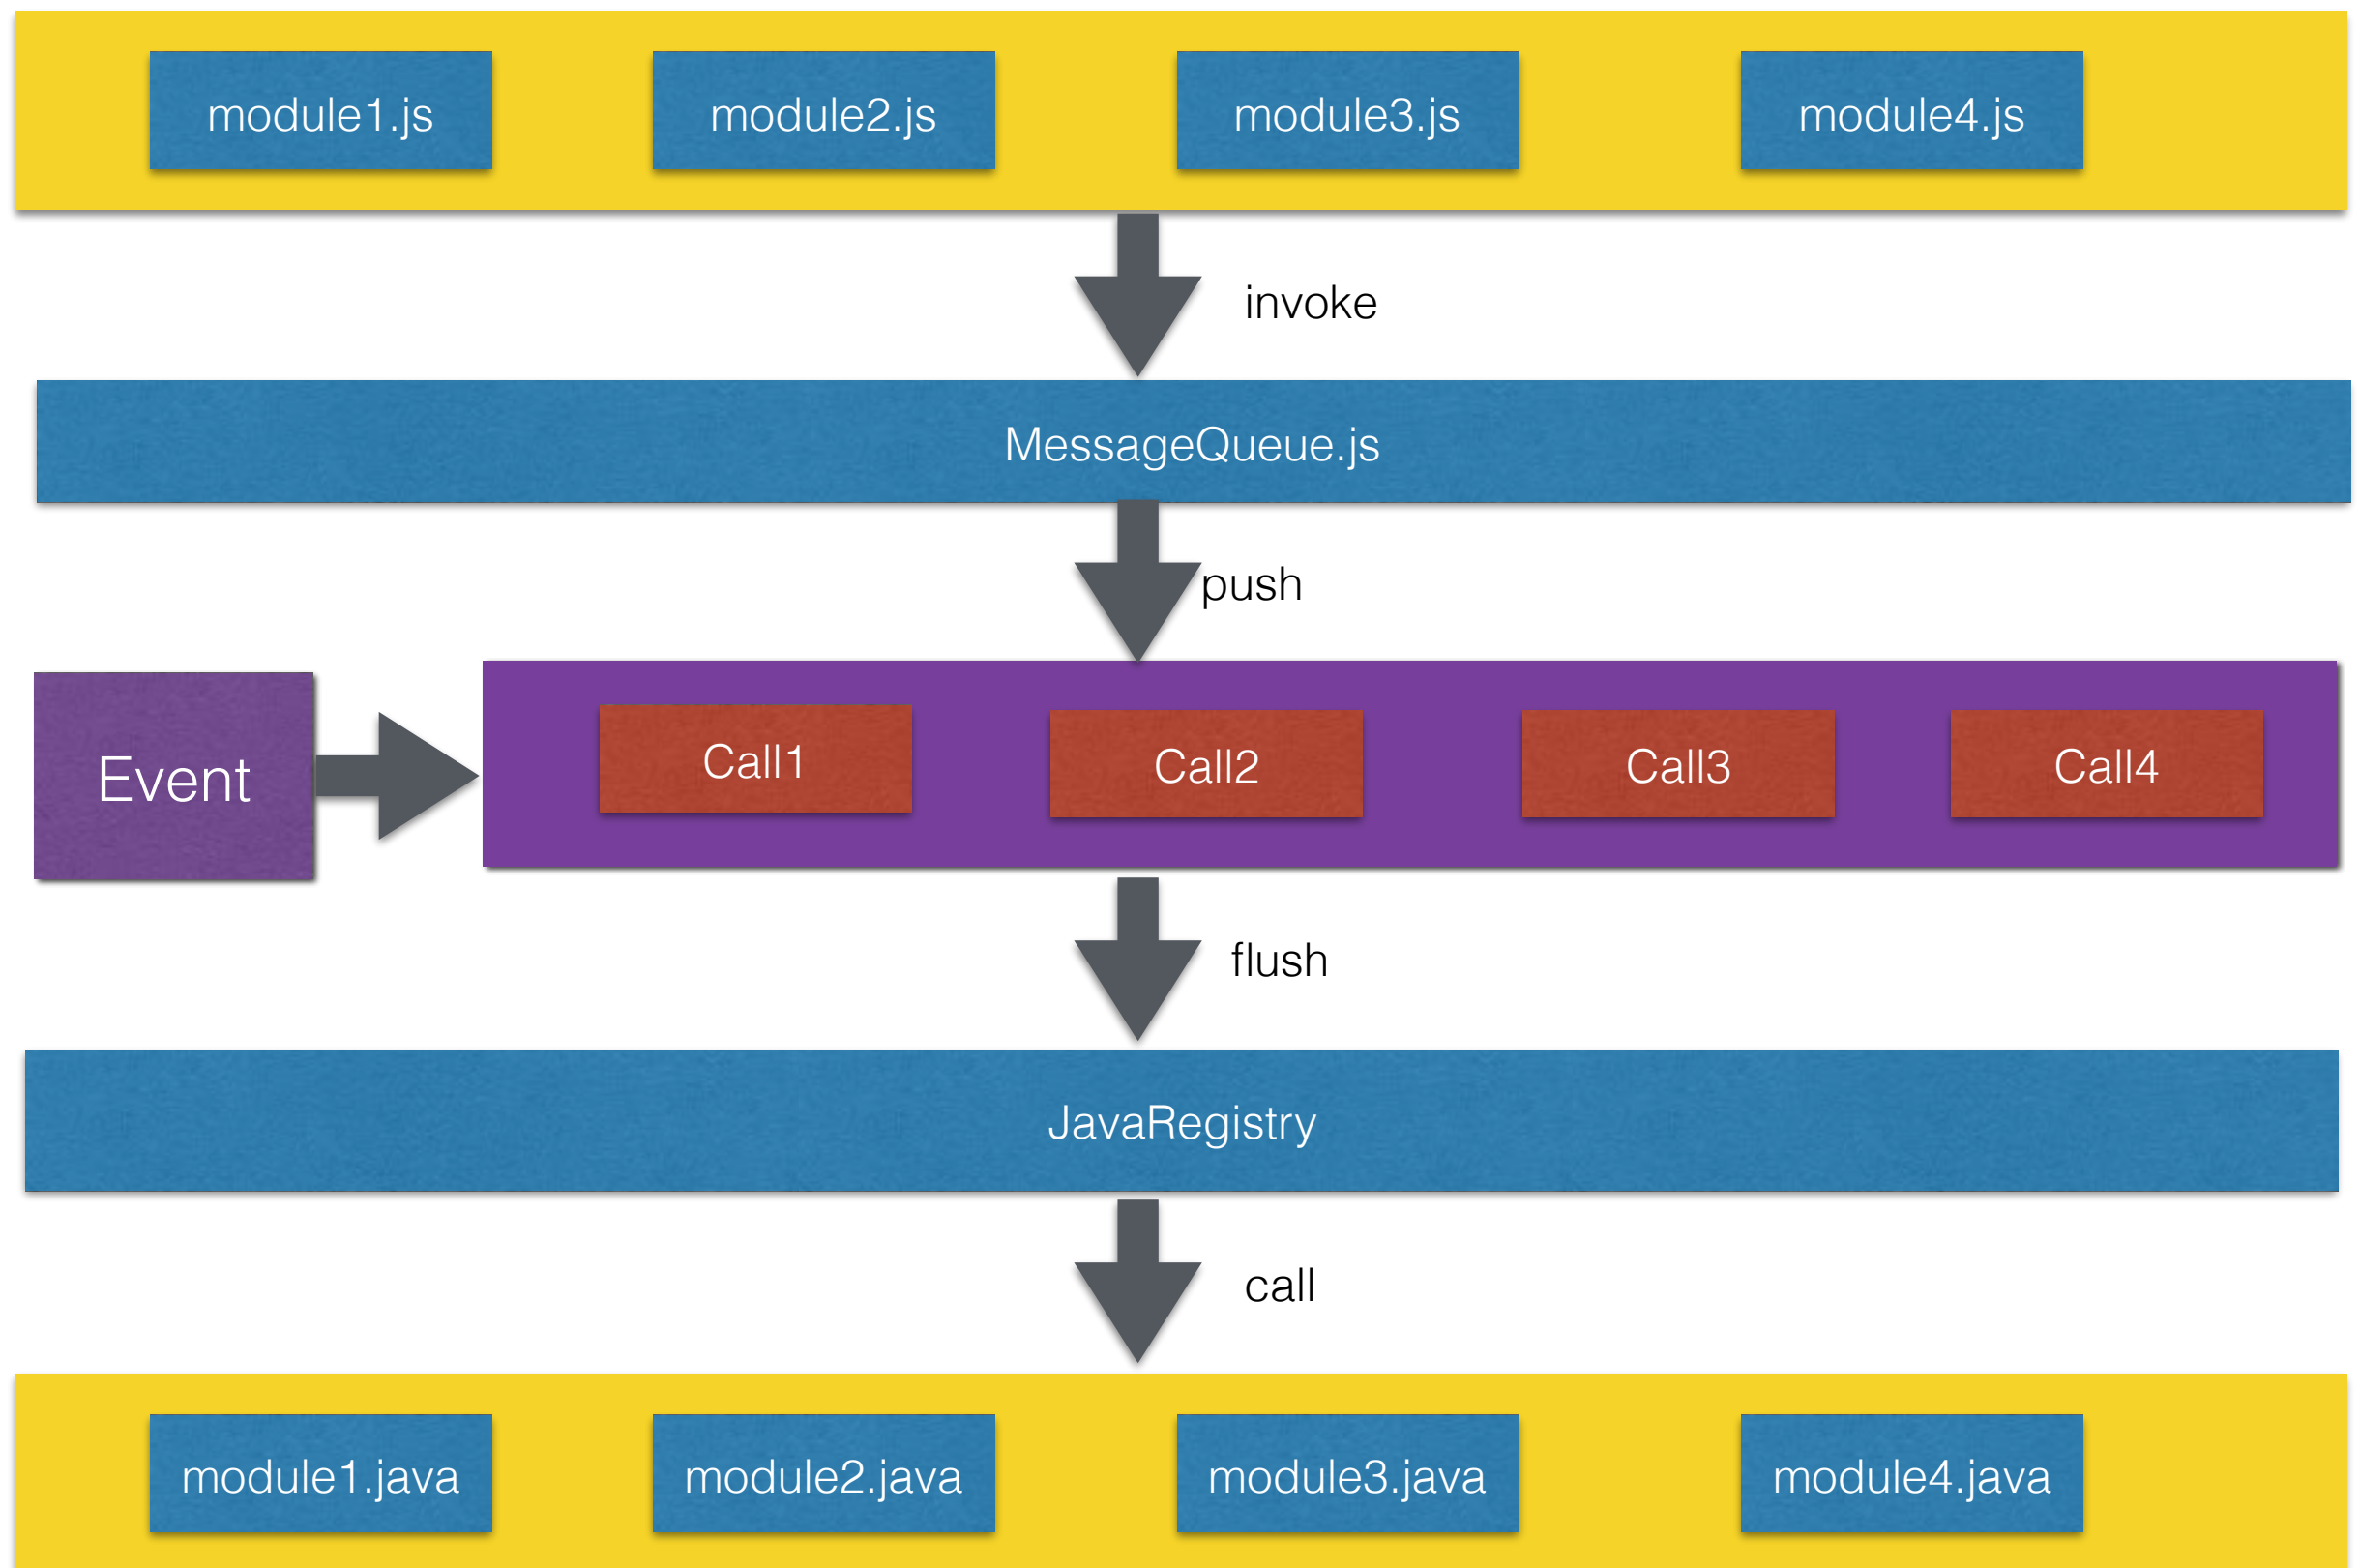 module1.js
module2.js
module3.js
module4.js
invoke
MessageQueue.js
push
Event
Call1
Call2
Call3
Call4
flush
JavaRegistry
call
module1.java
module2.java
module3.java
module4.java